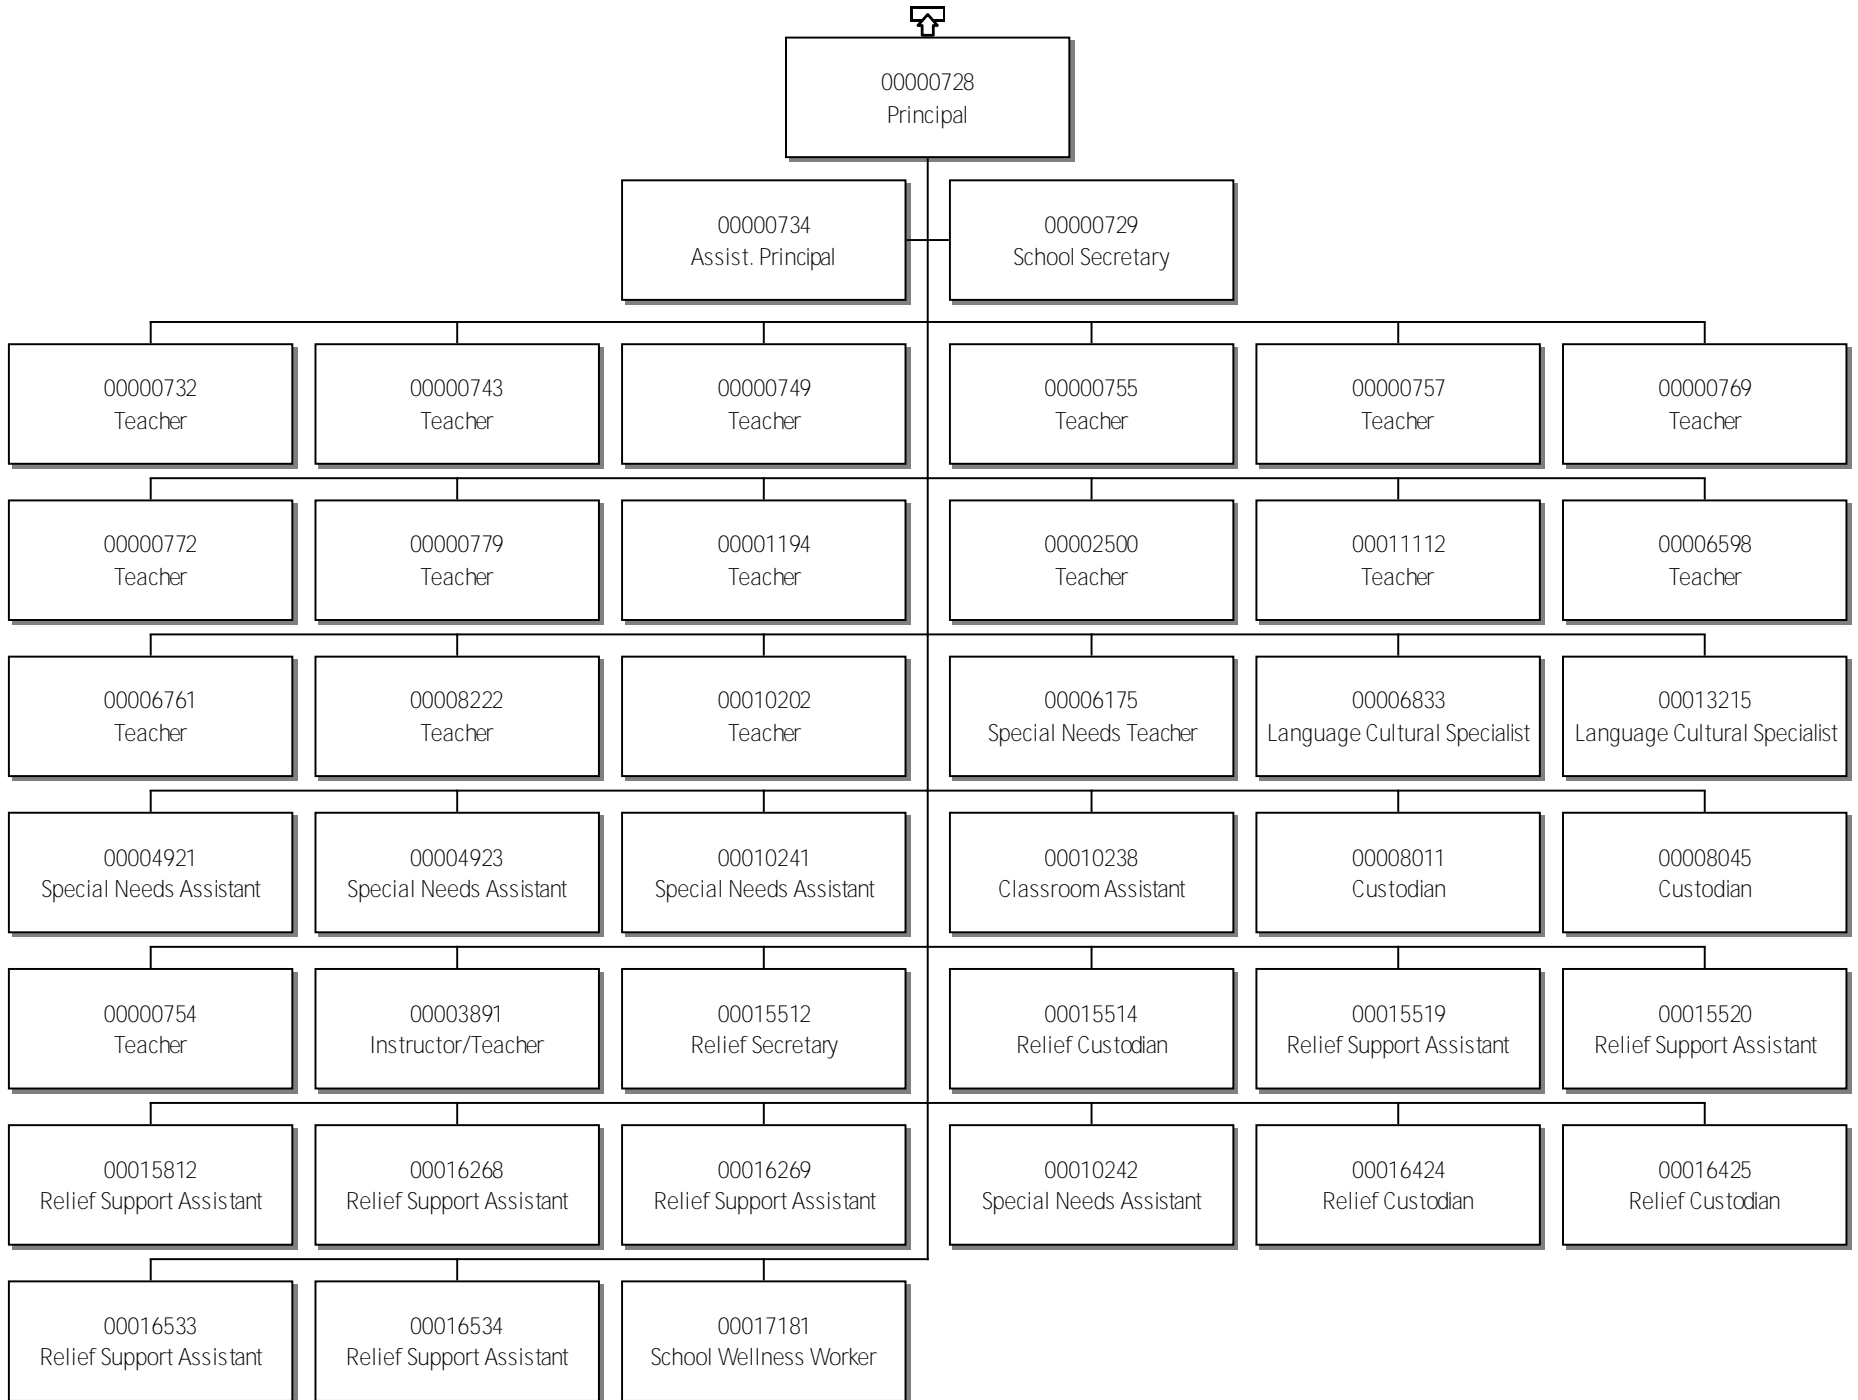 00000728
Principal
00000734
Assist. Principal
00000729
School Secretary
00000732
Teacher
00000743
Teacher
00000749
Teacher
00000755
Teacher
00000757
Teacher
00000769
Teacher
00000772
Teacher
00000779
Teacher
00001194
Teacher
00002500
Teacher
00011112
Teacher
00006598
Teacher
00006761
Teacher
00008222
Teacher
00010202
Teacher
00006175
Special Needs Teacher
00006833
Language Cultural Specialist
00013215
Language Cultural Specialist
00004921
Special Needs Assistant
00004923
Special Needs Assistant
00010241
Special Needs Assistant
00010238
Classroom Assistant
00008011
Custodian
00008045
Custodian
00000754
Teacher
00003891
Instructor/Teacher
00015512
Relief Secretary
00015514
Relief Custodian
00015519
Relief Support Assistant
00015520
Relief Support Assistant
00015812
Relief Support Assistant
00016268
Relief Support Assistant
00016269
Relief Support Assistant
00010242
Special Needs Assistant
00016424
Relief Custodian
00016425
Relief Custodian
00016533
Relief Support Assistant
00016534
Relief Support Assistant
00017181
School Wellness Worker